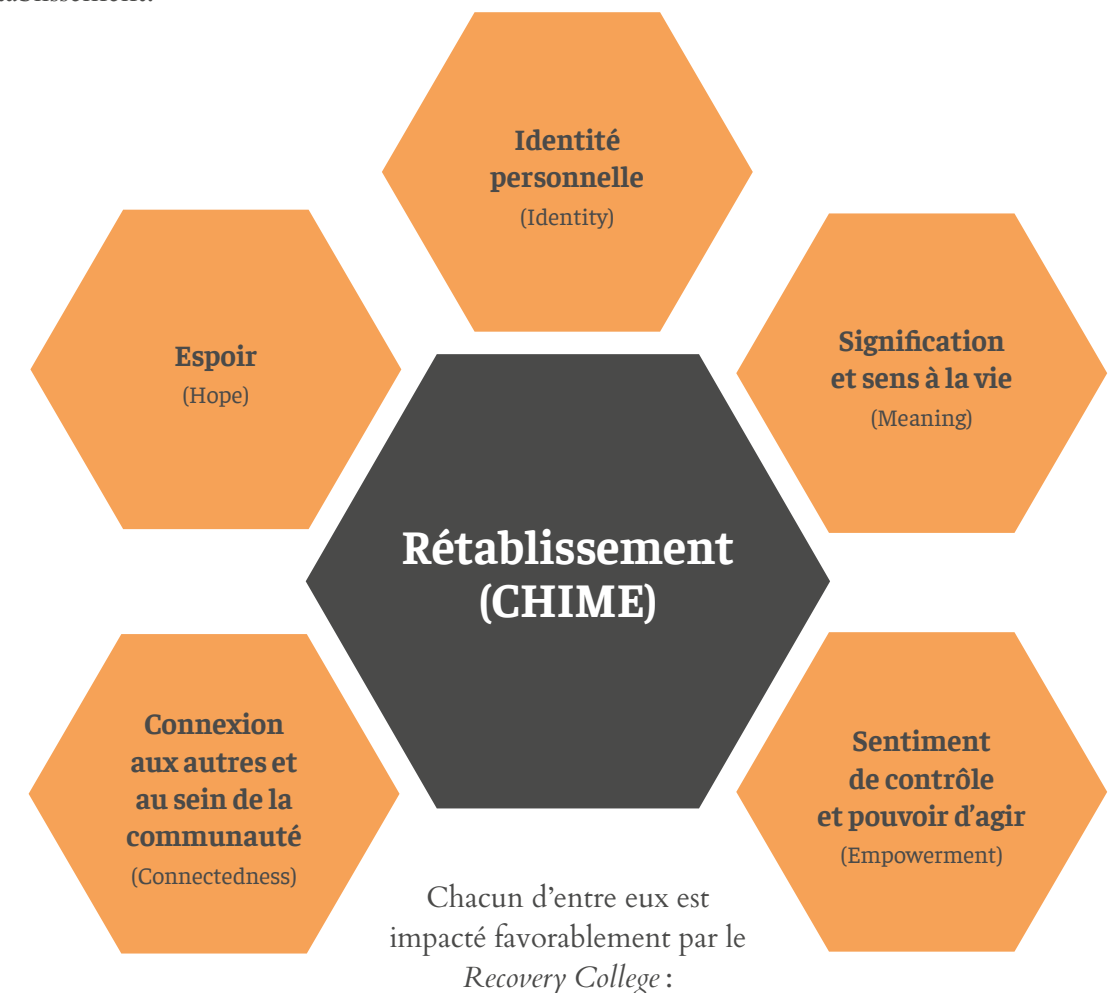 Identité
personnelle
(Identity)
Espoir
(Hope)
Signification
et sens à la vie
(Meaning)
Rétablissement
(CHIME)
Connexion
aux autres et
au sein de la
communauté
(Connectedness)
Sentiment
de contrôle
et pouvoir d’agir
(Empowerment)
Chacun d’entre eux est
impacté favorablement par le
Recovery College :